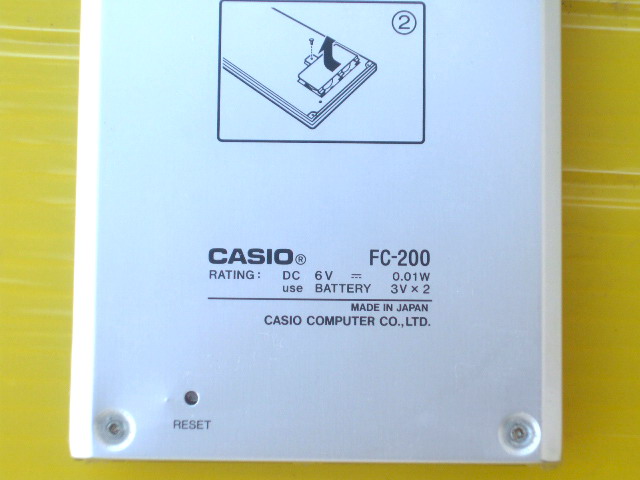 ②
CASIO® FC-200
RATING: DC 6V ⎓ 0.01W
use BATTERY 3V×2
MADE IN JAPAN
CASIO COMPUTER CO.,LTD.
RESET